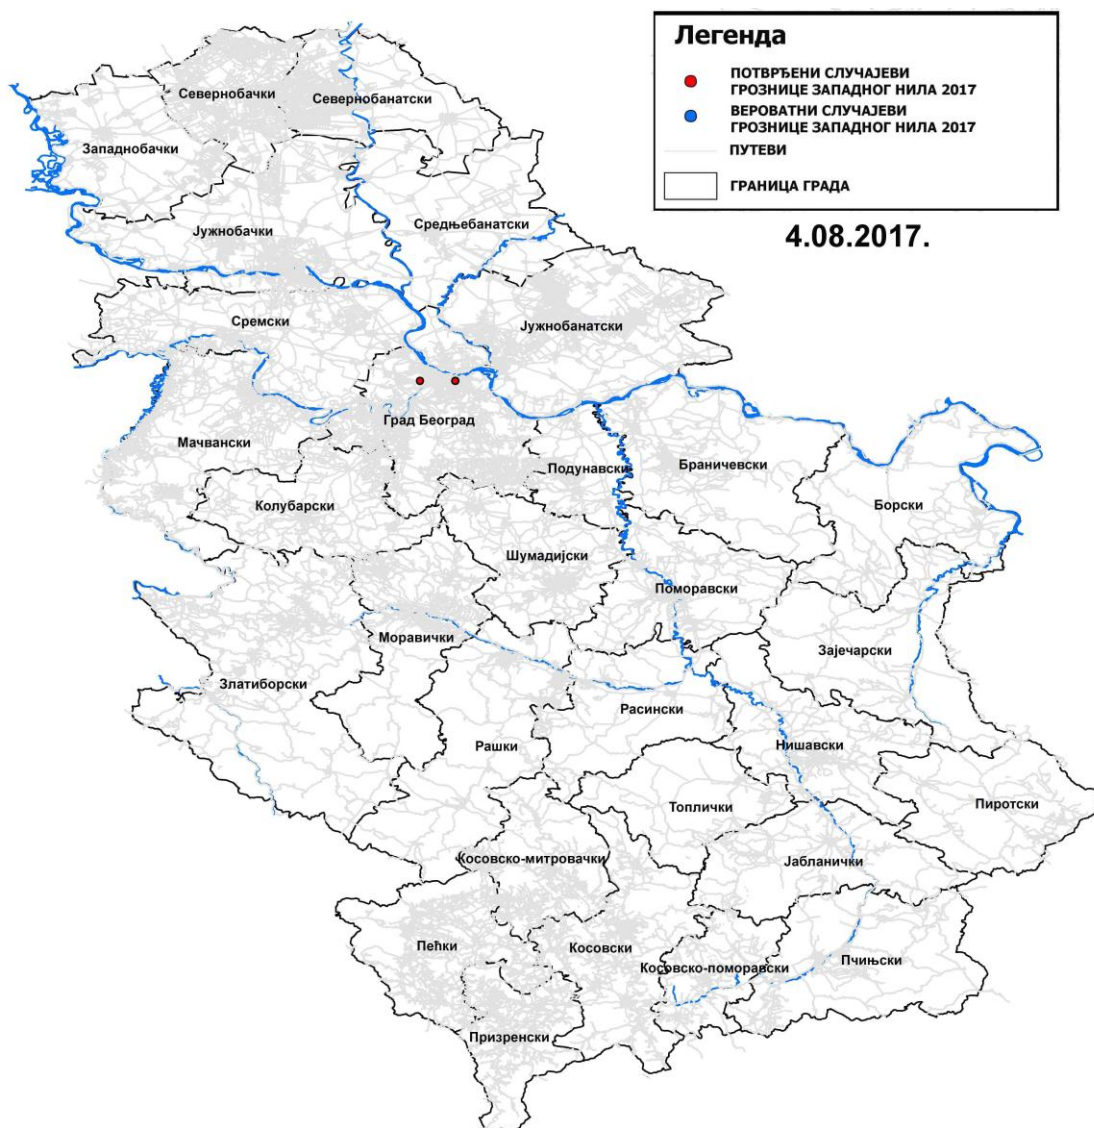 Легенда
ПОТВРЂЕНИ СЛУЧАЈЕВИ
ГРОЗНИЦЕ ЗАПАДНОГ НИЛА 2017
ВЕРОВАТНИ СЛУЧАЈЕВИ
ГРОЗНИЦЕ ЗАПАДНОГ НИЛА 2017
ПУТЕВИ
ГРАНИЦА ГРАДА
4.08.2017.
Севернобачки
Севернобанатски
Западнобачки
Јужнобачки
Средњебанатски
Сремски
Јужнобанатски
Град Београд
Мачвански
Подунавски
Браничевски
Колубарски
Борски
Шумадијски
Поморавски
Моравички
Зајечарски
Златиборски
Расински
Рашки
Нишавски
Топлички
Пиротски
Косовско-митровачки
Јабланички
Пећки
Косовски
Косовско-поморавски
Пчињски
Призренски